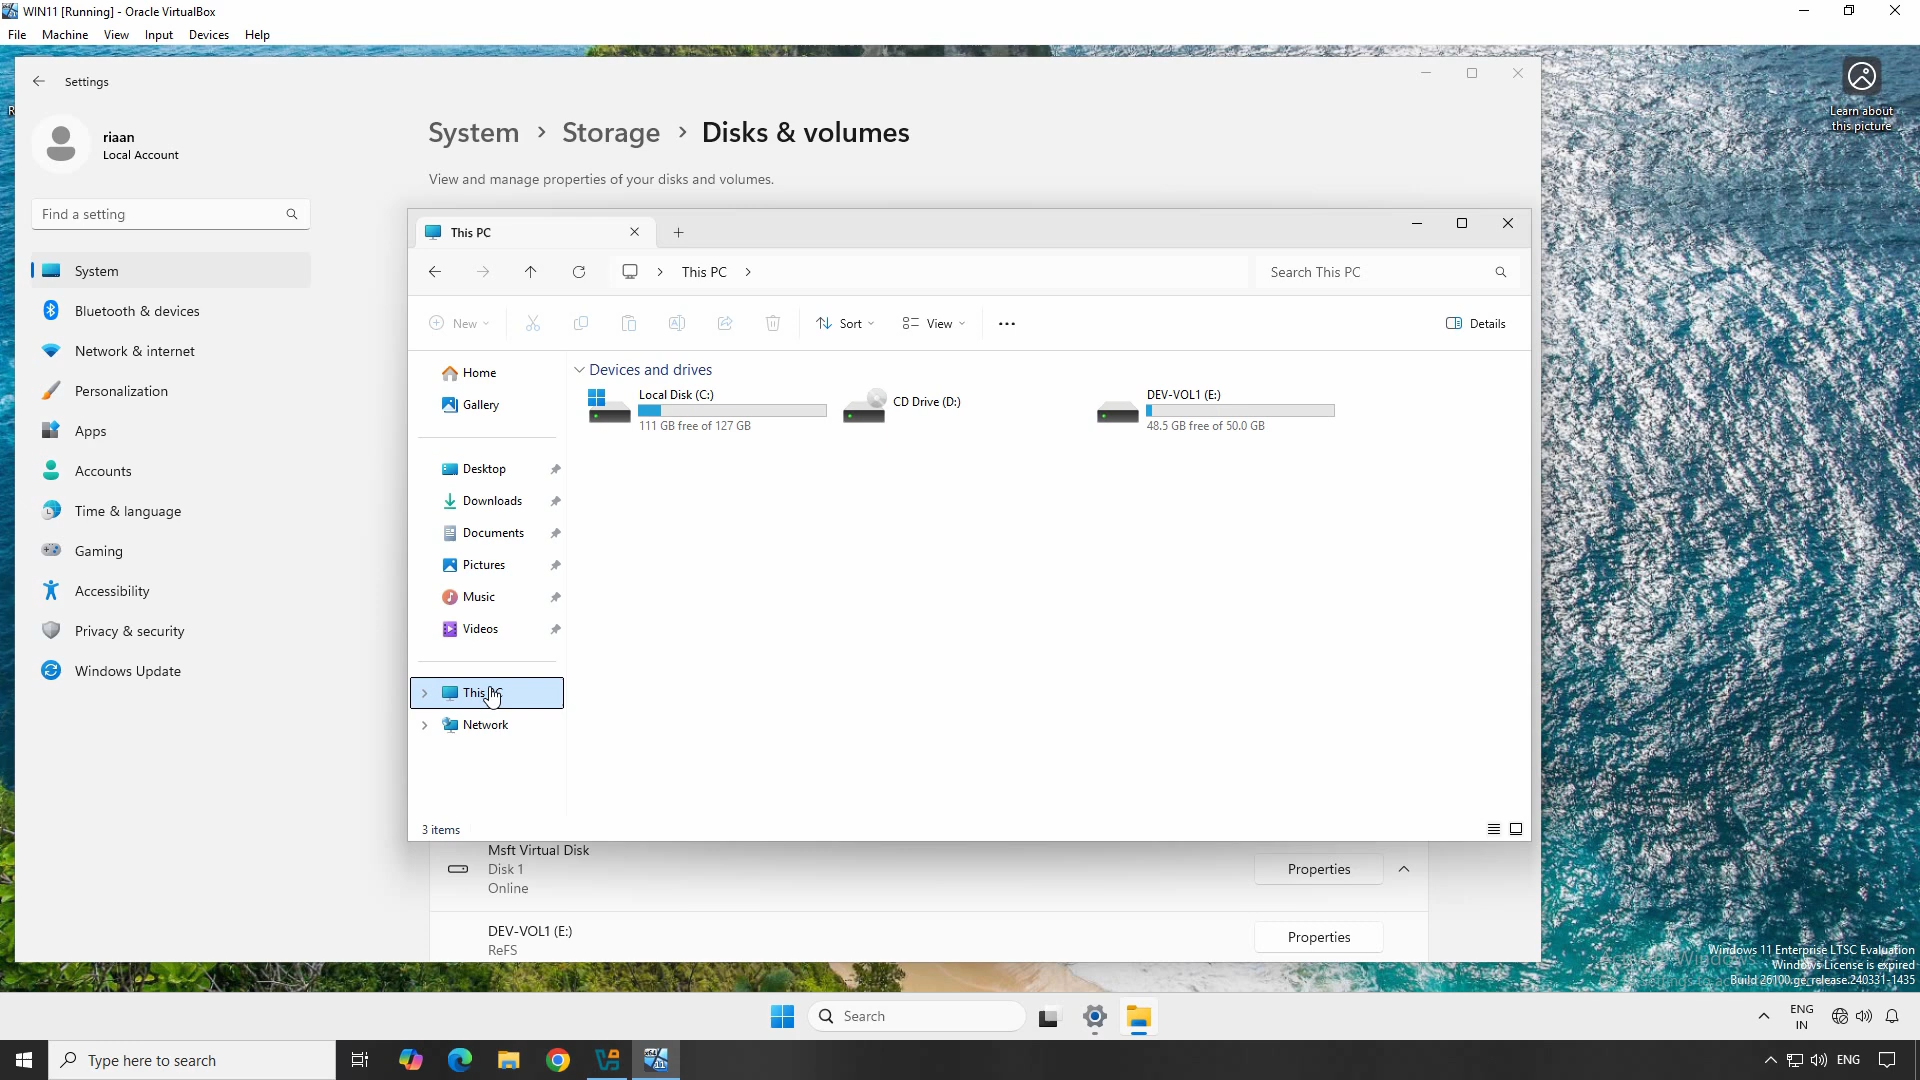 WIN11 [Running] - Oracle VirtualBox
File Machine View Input Devices Help
Settings
riaan
Local Account
Find a setting
System
Bluetooth & devices
Network & internet
Personalization
Apps
Accounts
Time & language
Gaming
Accessibility
Privacy & security
Windows Update
System > Storage > Disks & volumes
View and manage properties of your disks and volumes.
This PC
This PC
Search This PC
New
Sort
View
Details
Home
Gallery
Desktop
Downloads
Documents
Pictures
Music
Videos
This PC
Network
Devices and drives
Local Disk (C:)
111 GB free of 127 GB
CD Drive (D:)
DEV-VOL1 (E:)
48.5 GB free of 50.0 GB
3 items
Msft Virtual Disk
Disk 1
Online
Properties
DEV-VOL1 (E:)
ReFS
Properties
Learn about
this picture
Windows 11 Enterprise LTSC Evaluation
Windows License is expired
Build 26100.ge_release.240331-1435
Search
ENG
IN
Type here to search
ENG